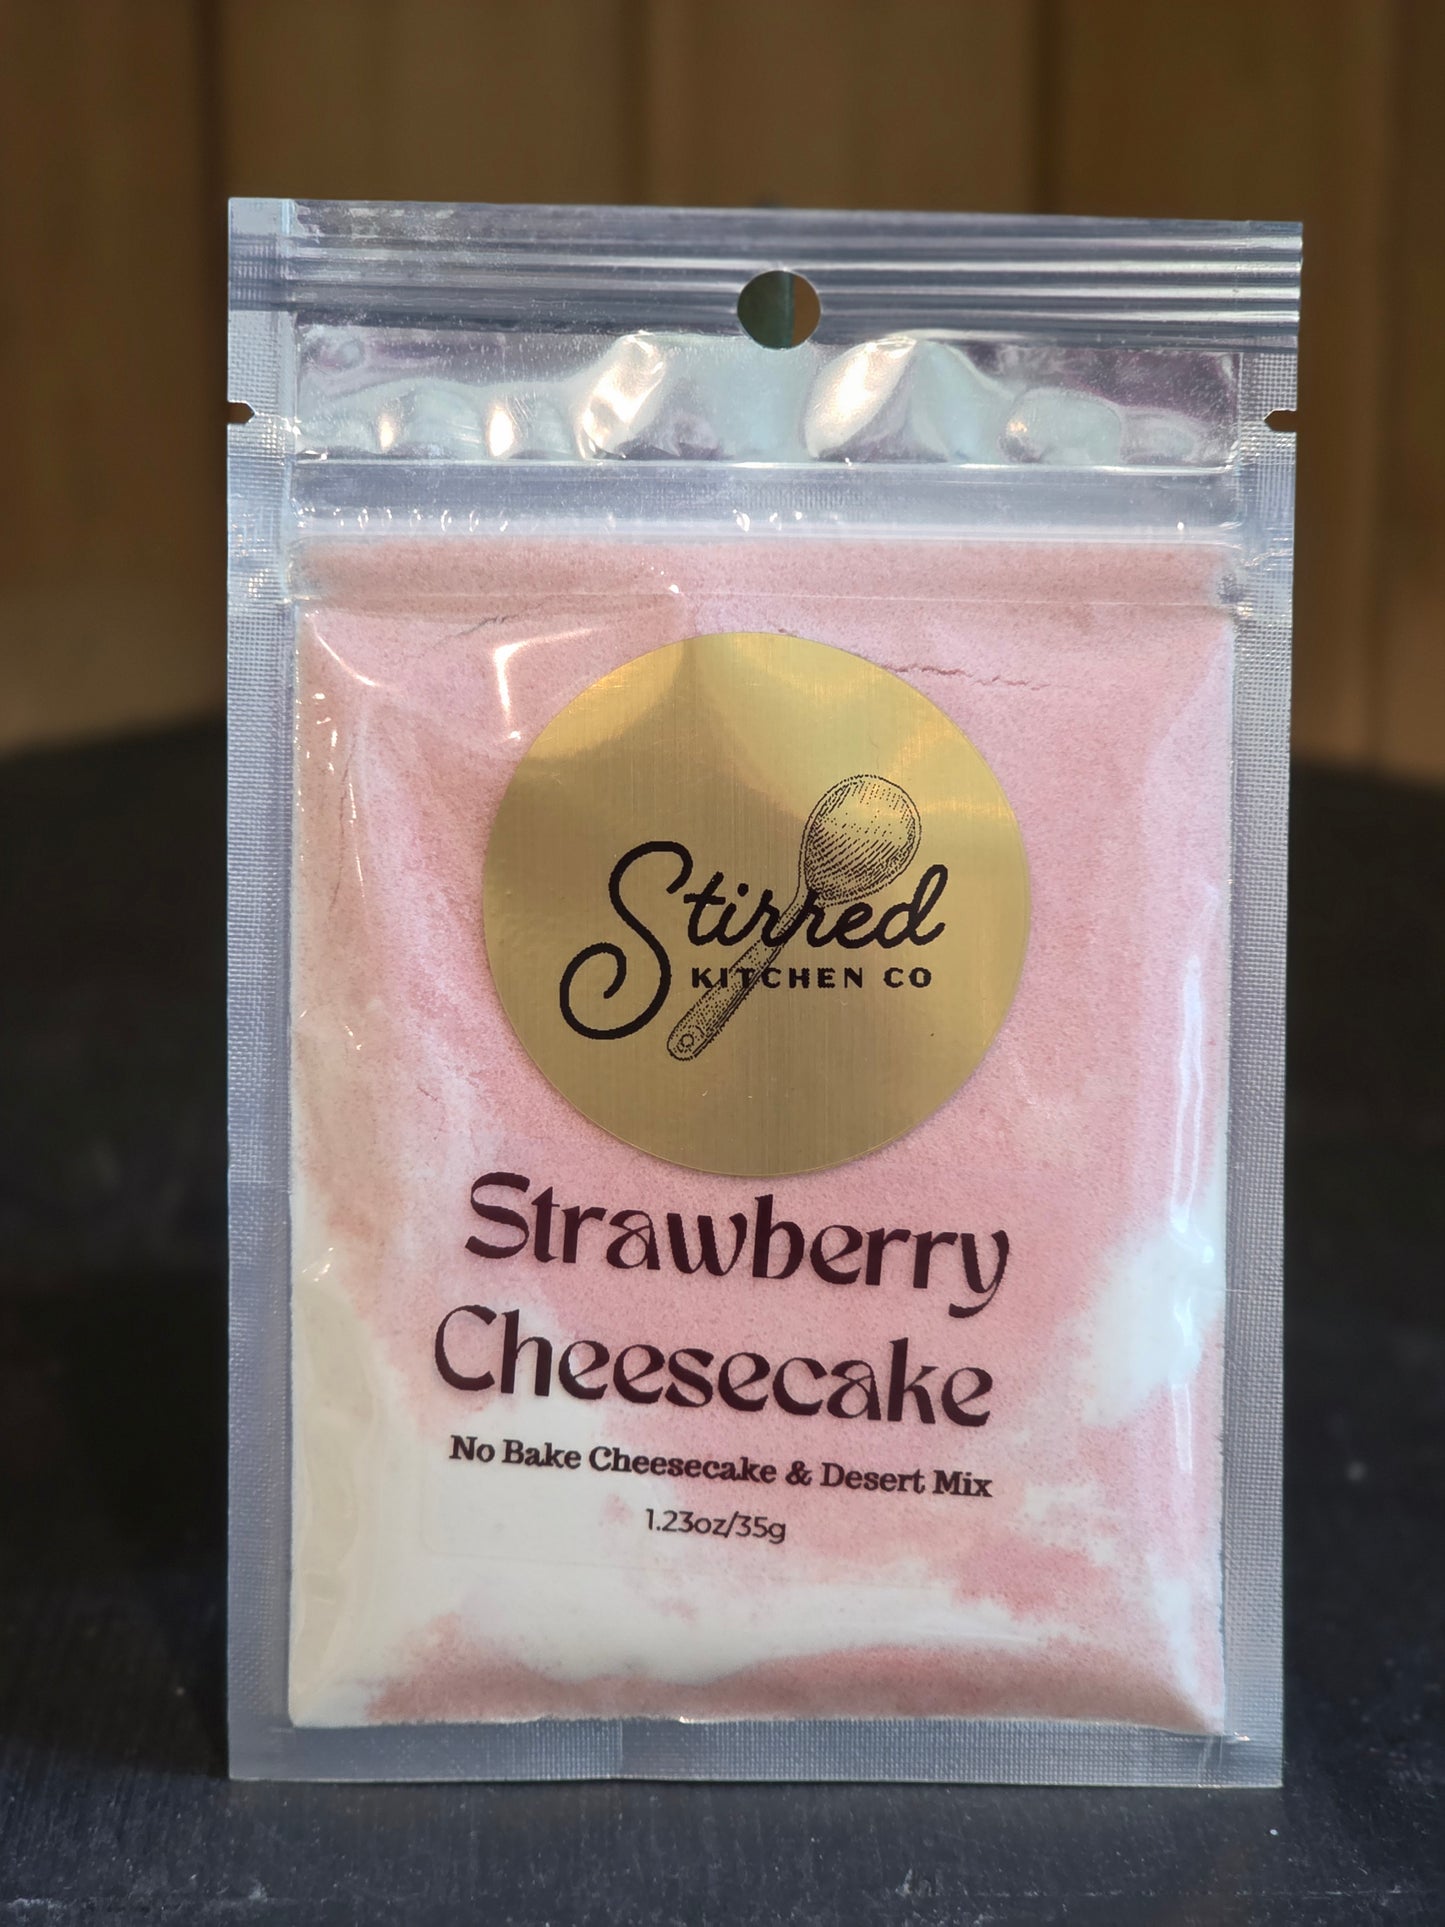 Stirred
KITCHEN CO
Strawberry
Cheesecake
No Bake Cheesecake & Desert Mix
1.23oz/35g